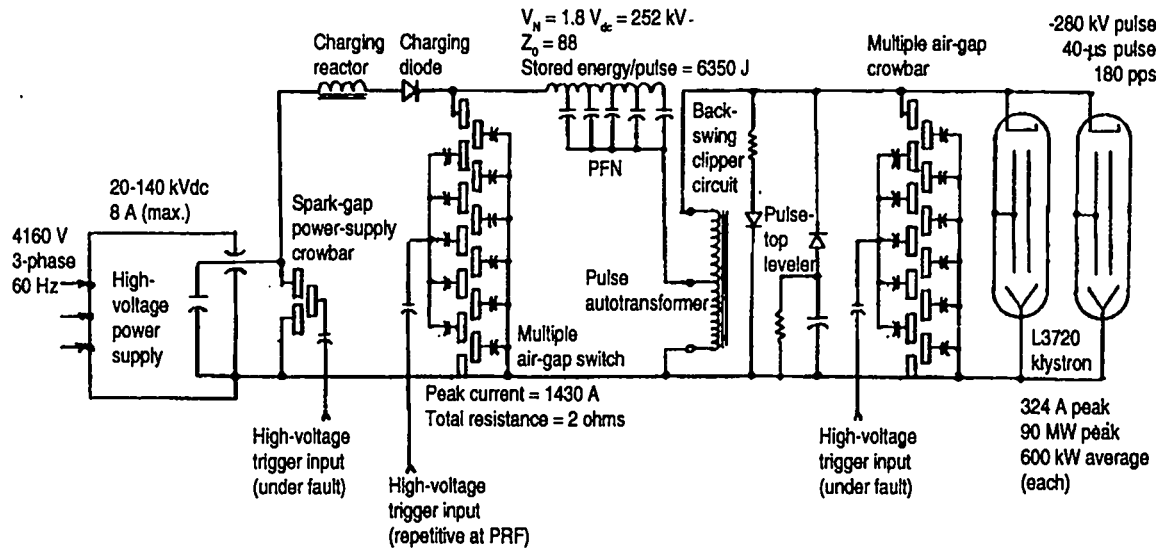 V_N = 1.8 V_dc = 252 kV
Z_0 = 88
Stored energy/pulse = 6350 J
-280 kV pulse
40-μs pulse
180 pps
Charging
reactor
Charging
diode
Multiple air-gap
crowbar
Back-
swing
clipper
circuit
PFN
20-140 kVdc
8 A (max.)
Spark-gap
power-supply
crowbar
4160 V
3-phase
60 Hz
High-
voltage
power
supply
Pulse-
top
leveler
Pulse
autotransformer
Multiple
air-gap switch
L3720
klystron
Peak current = 1430 A
Total resistance = 2 ohms
High-voltage
trigger input
(under fault)
High-voltage
trigger input
(repetitive at PRF)
High-voltage
trigger input
(under fault)
324 A peak
90 MW peak
600 kW average
(each)